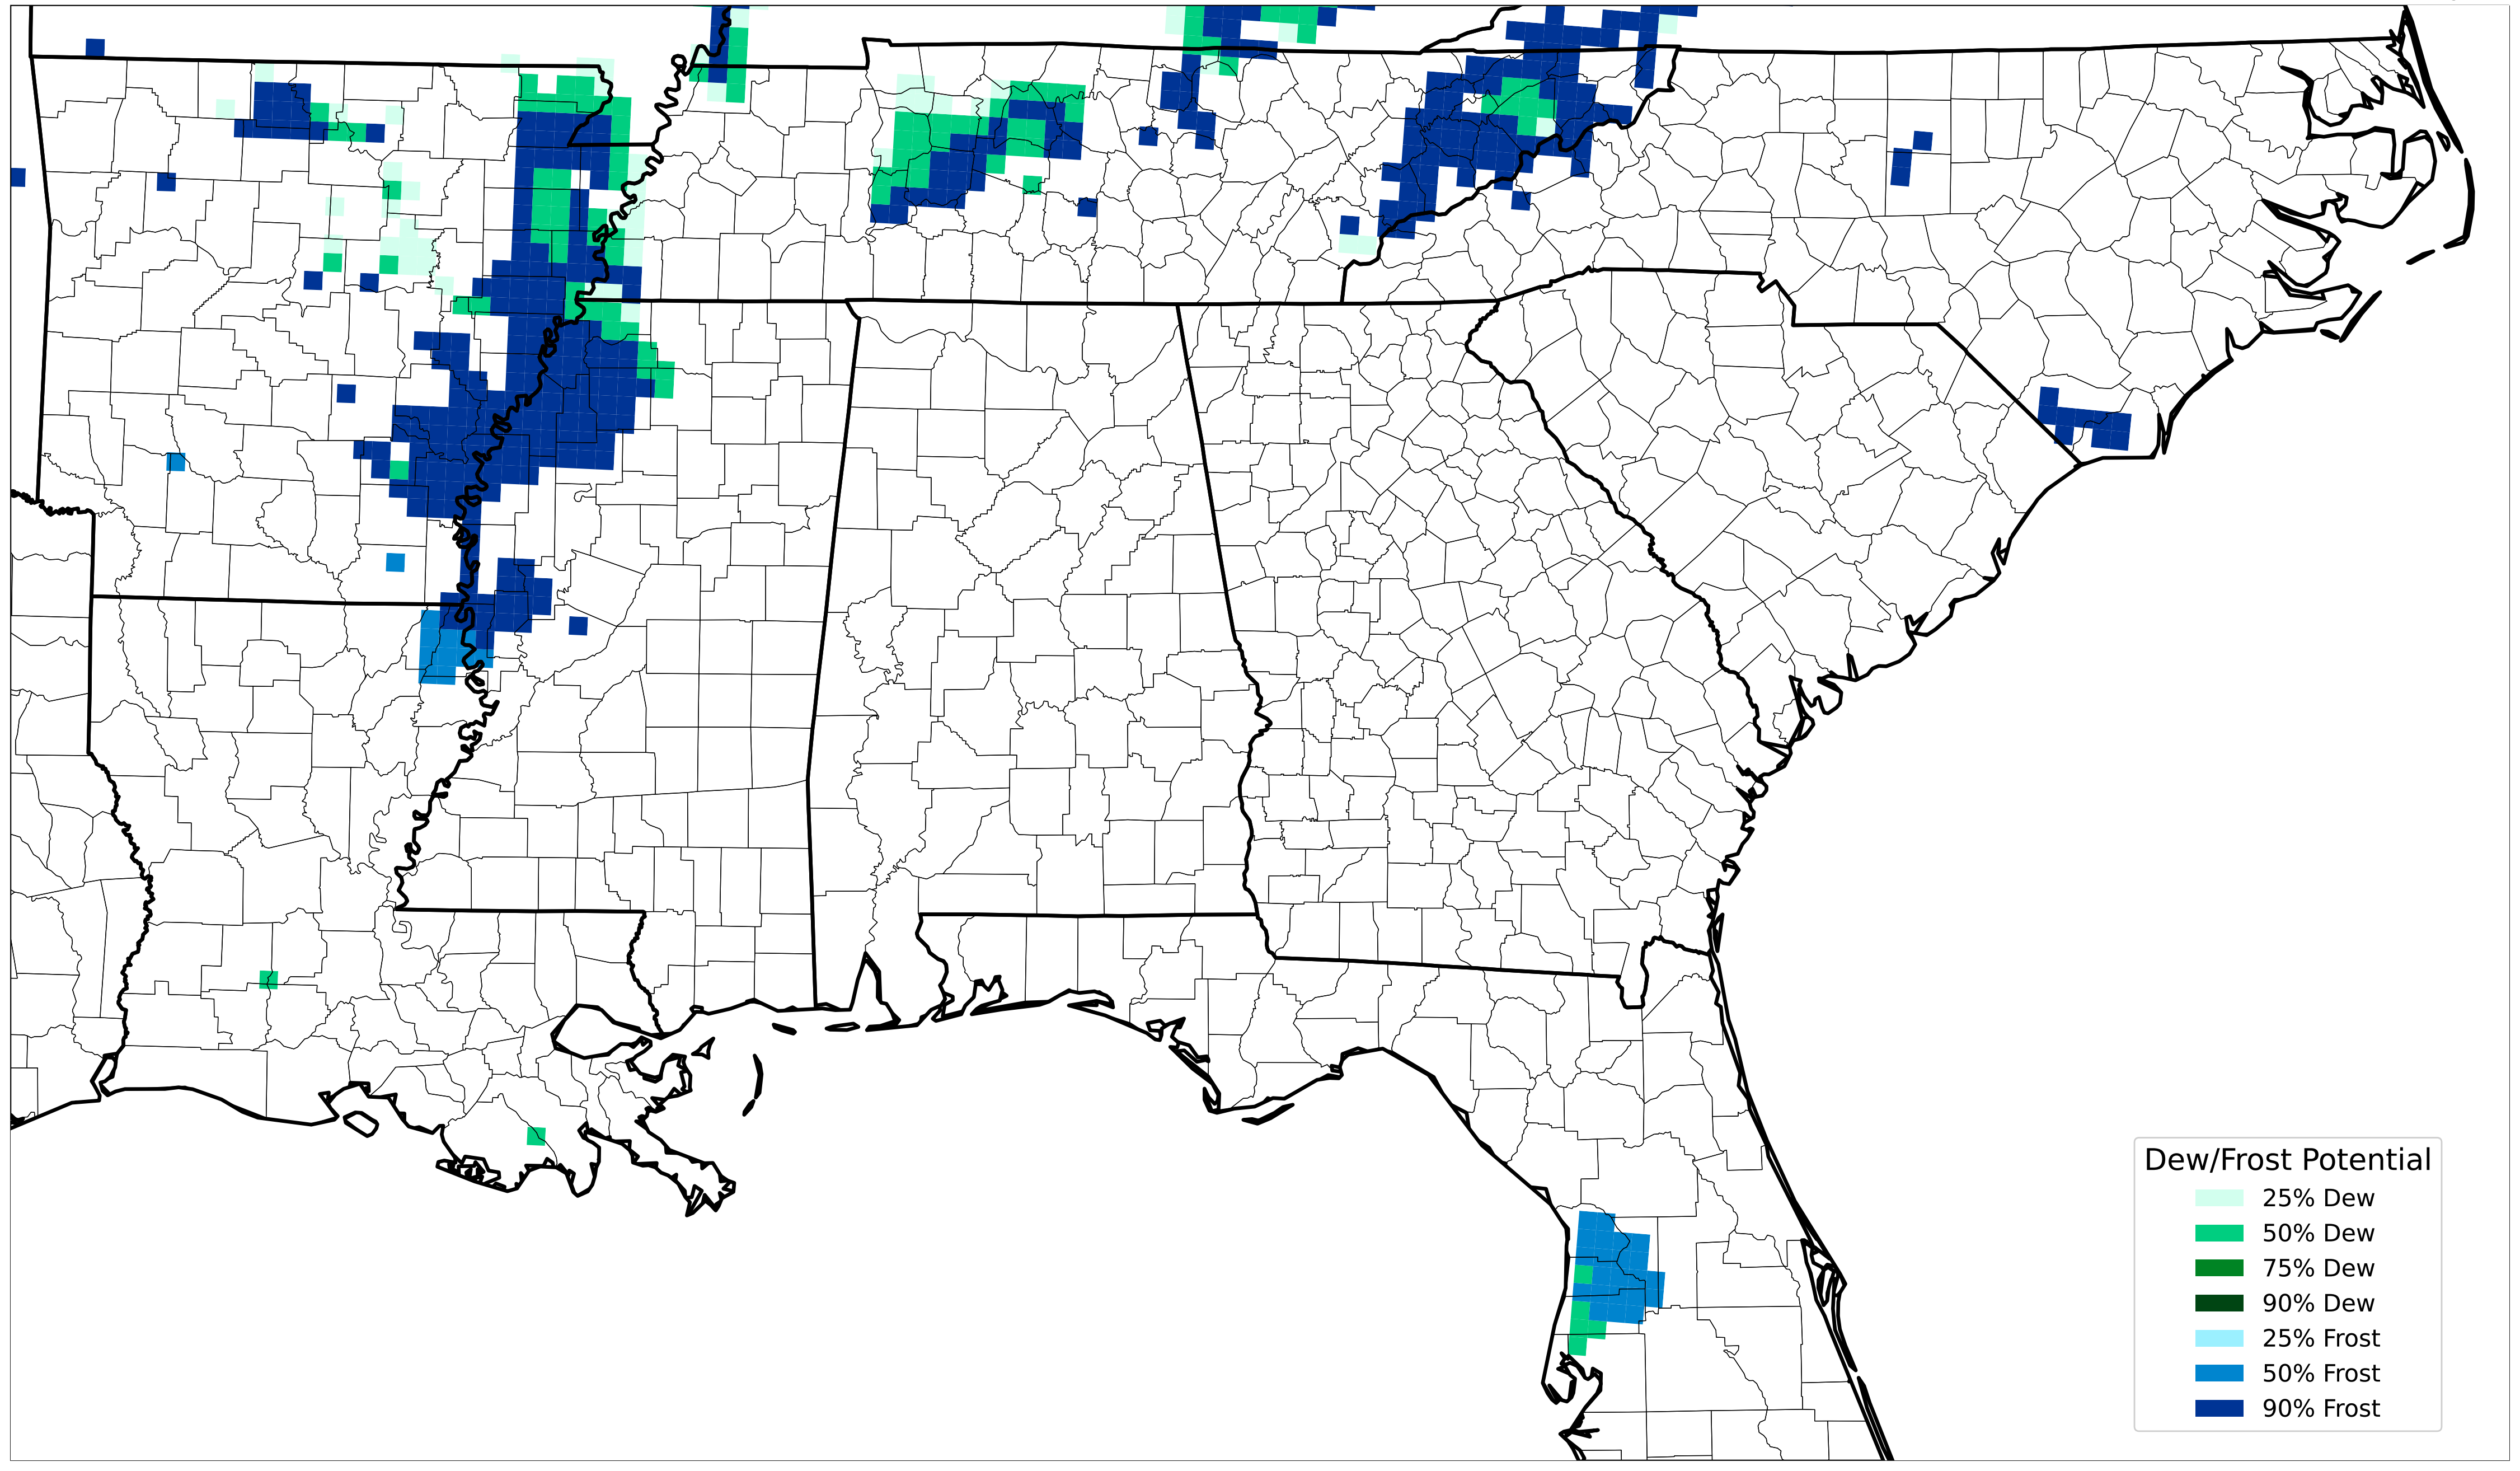 Dew/Frost Potential
25% Dew
50% Dew
75% Dew
90% Dew
25% Frost
50% Frost
90% Frost